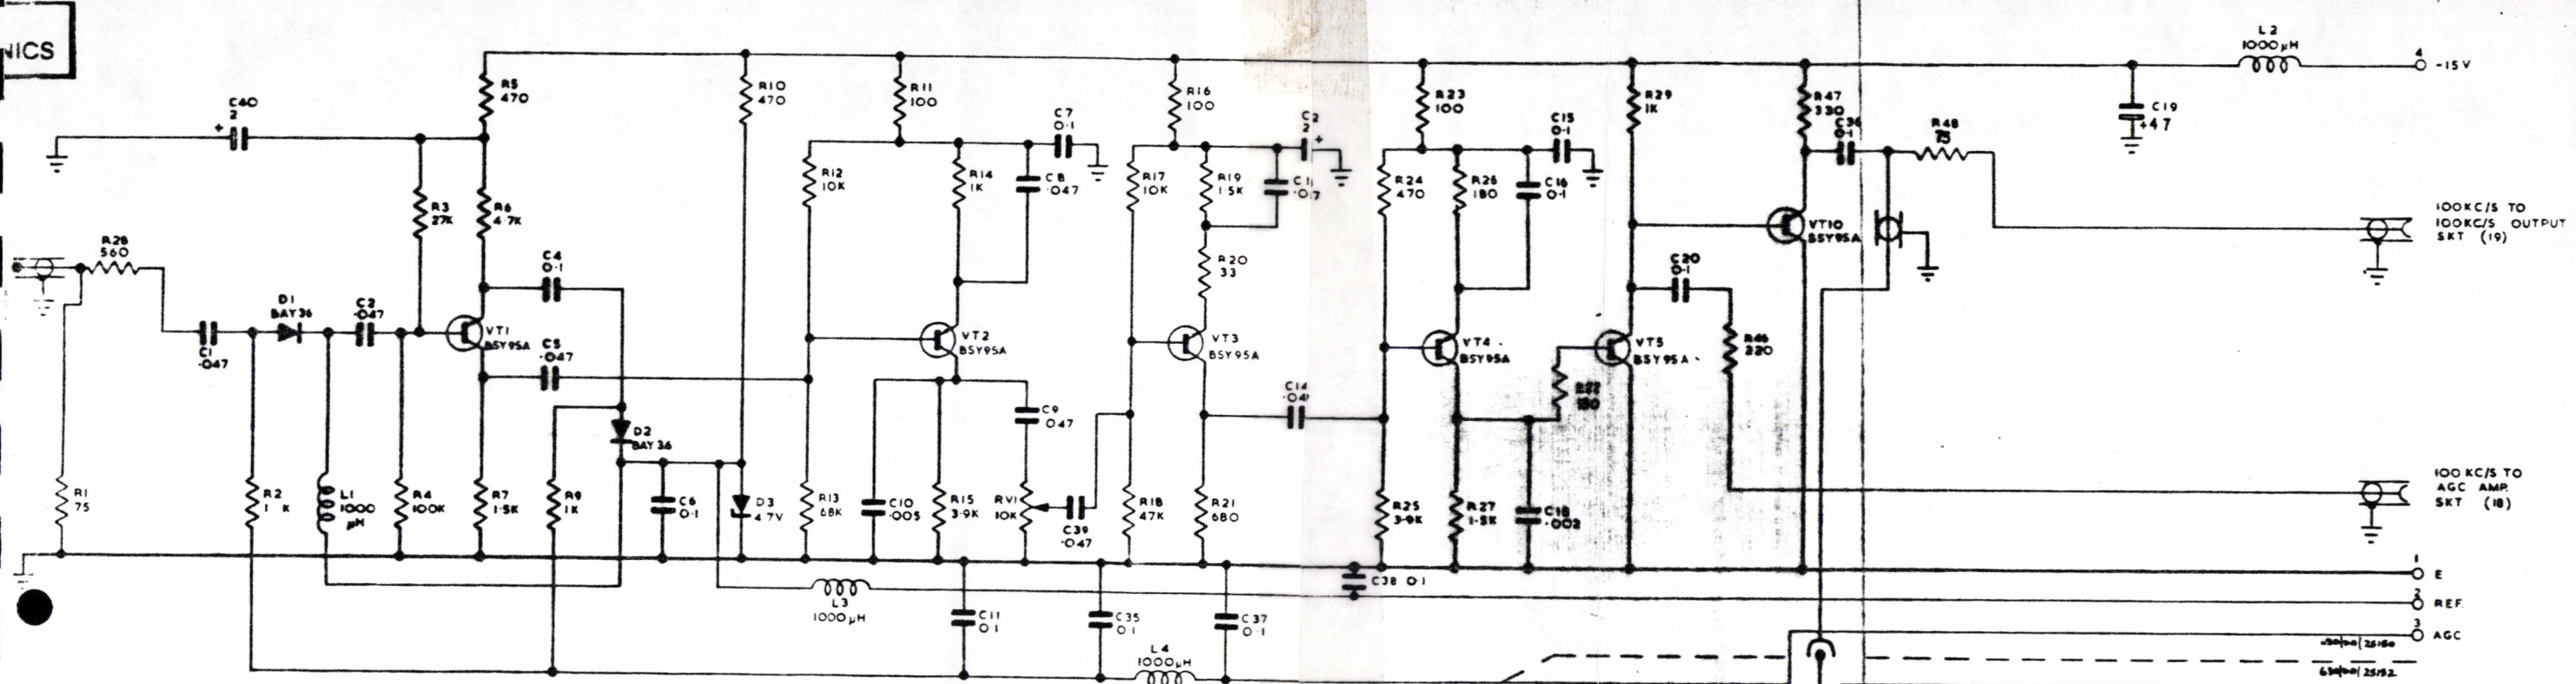 NICS
L2
1000µH
4
-15V
R5
470
R10
470
R11
100
R16
100
R23
100
R29
1K
R47
330
C19
+47
C40
2
+
C7
0·1
2
+
C15
0·1
C36
0·1
R48
75
R3
27K
R6
4·7K
R12
10K
R14
1K
C8
·047
R17
10K
R19
1·5K
R24
470
R26
180
C16
0·1
VT10
BSY95A
100KC/S TO
100KC/S OUTPUT
SKT (19)
R28
560
C4
0·1
R20
33
C20
0·1
D1
BAY36
C2
·047
C1
·047
VT1
BSY95A
C5
·047
VT2
BSY95A
VT3
BSY95A
VT4
BSY95A
VT5
BSY95A
R46
220
D2
BAY36
C9
·047
C14
R1
75
R2
1K
L1
1000
µH
R4
100K
R7
1·5K
R9
1K
C6
0·1
D3
4·7V
R13
68K
C10
·005
R15
3·9K
RV1
10K
C39
·047
R18
47K
R21
680
R25
3·9K
R27
1·5K
C18
·002
100KC/S TO
AGC AMP.
SKT (18)
1
E
L3
1000µH
C38 0·1
2
REF.
C11
0·1
C35
0·1
C37
0·1
3
AGC
L4
1000µH
630/00/25152